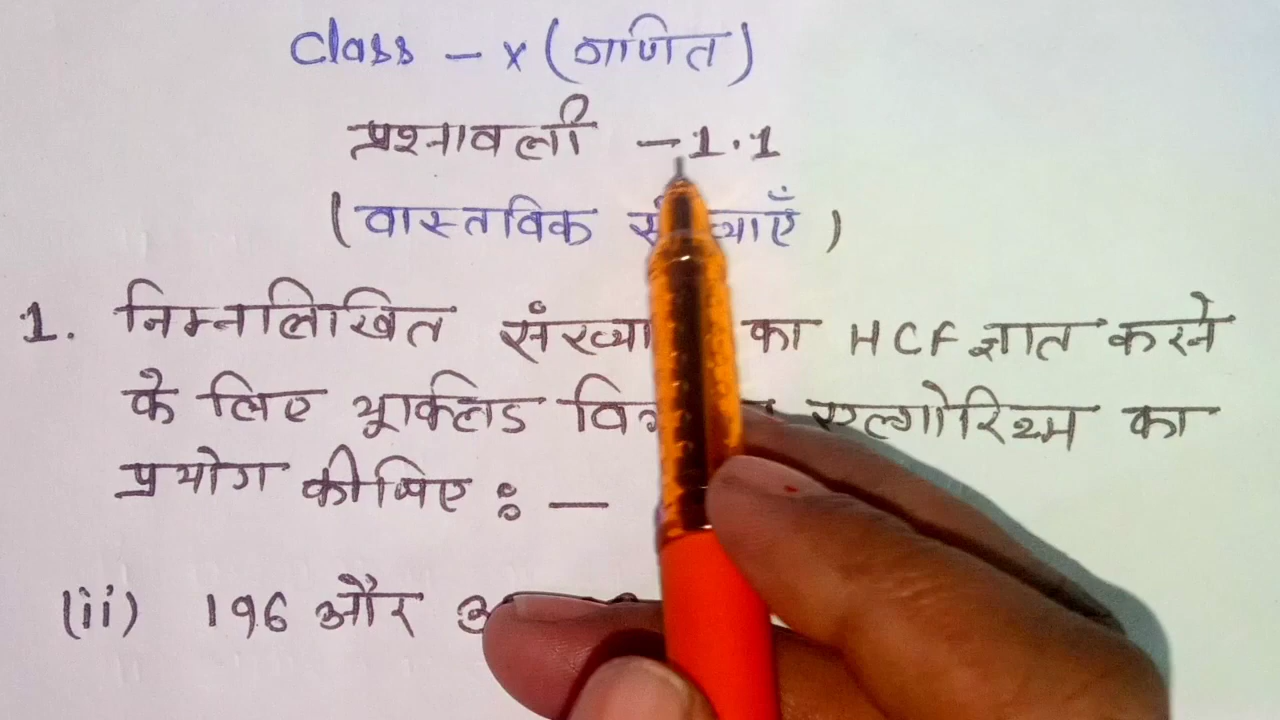 Class - X (गणित)
प्रश्नावली - 1.1
(वास्तविक )
1. निम्नलिखित का HCF ज्ञात करने
के लिए यूक्लिड एल्गोरिथ्म का
प्रयोग कीजिए : —
(ii) 196 और